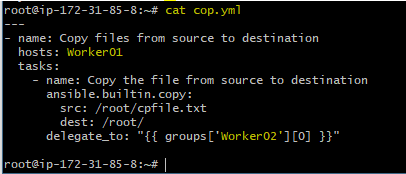 root@ip-172-31-85-8:~# cat cop.yml
---
- name: Copy files from source to destination
  hosts: Worker01
  tasks:
    - name: Copy the file from source to destination
      ansible.builtin.copy:
        src: /root/cpfile.txt
        dest: /root/
      delegate_to: "{{ groups['Worker02'][0] }}"
root@ip-172-31-85-8:~#